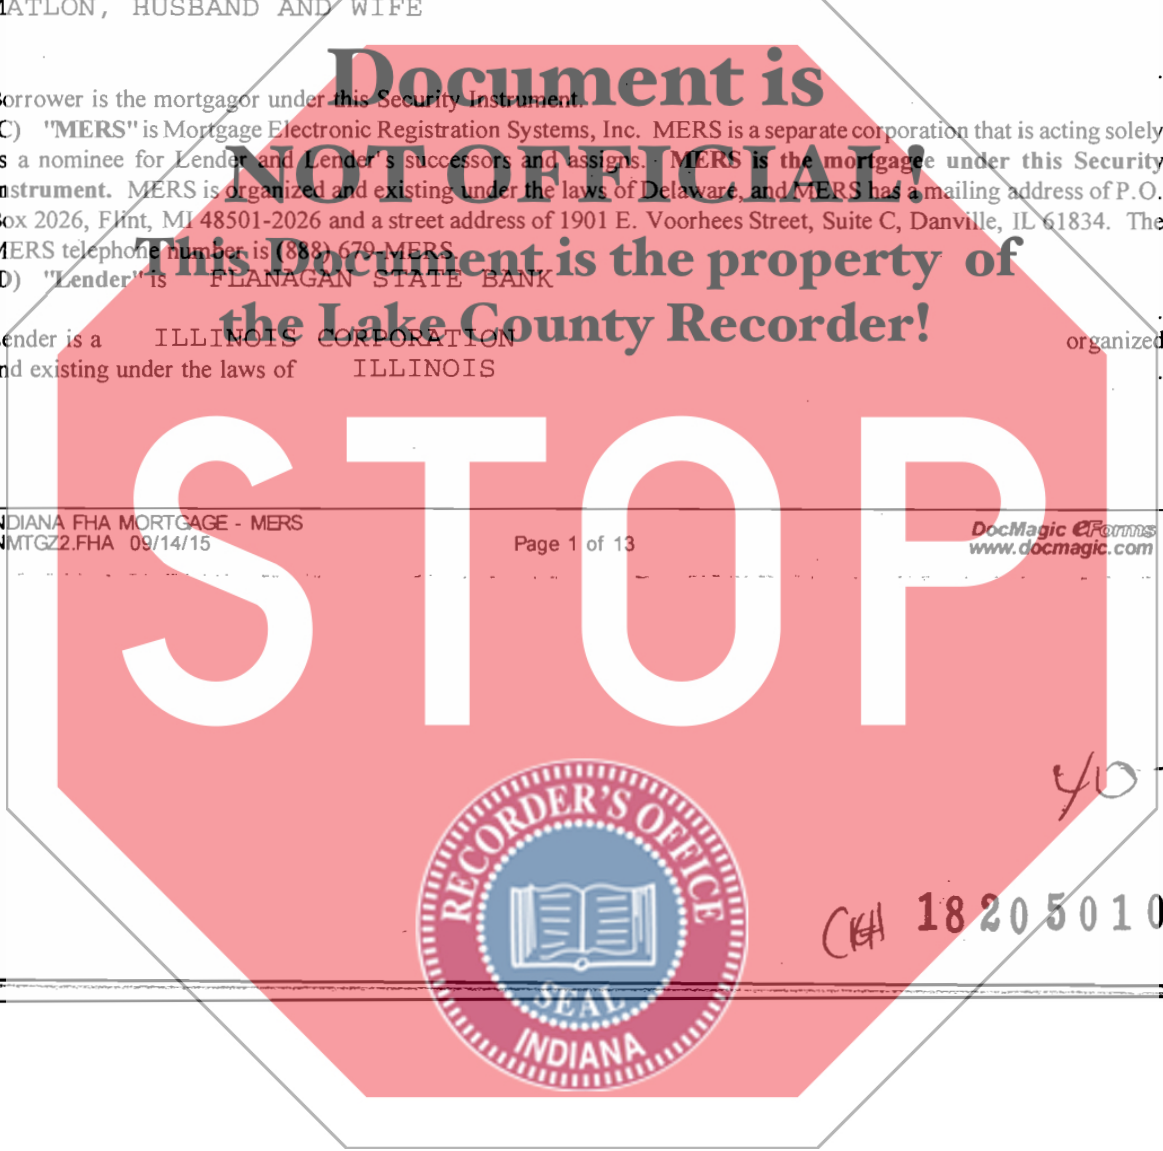 ATLON, HUSBAND AND WIFE
Document is
orrower is the mortgagor under this Security Instrument.
C) "MERS" is Mortgage Electronic Registration Systems, Inc. MERS is a separate corporation that is acting solely
s a nominee for Lender and Lender's successors and assigns. MERS is the mortgagee under this Security
NOT OFFICIAL!
nstrument. MERS is organized and existing under the laws of Delaware, and MERS has a mailing address of P.O.
ox 2026, Flint, MI 48501-2026 and a street address of 1901 E. Voorhees Street, Suite C, Danville, IL 61834. The
MERS telephone number is (888) 679-MERS.
This Document is the property of
D) "Lender" is FLANAGAN STATE BANK
the Lake County Recorder!
ender is a ILLINOIS CORPORATION organized
nd existing under the laws of ILLINOIS
STOP
NDIANA FHA MORTGAGE - MERS
NMTGZ2.FHA 09/14/15
Page 1 of 13
DocMagic eForms
www.docmagic.com
40
RECORDER'S OFFICE
SEAL
INDIANA
18205010